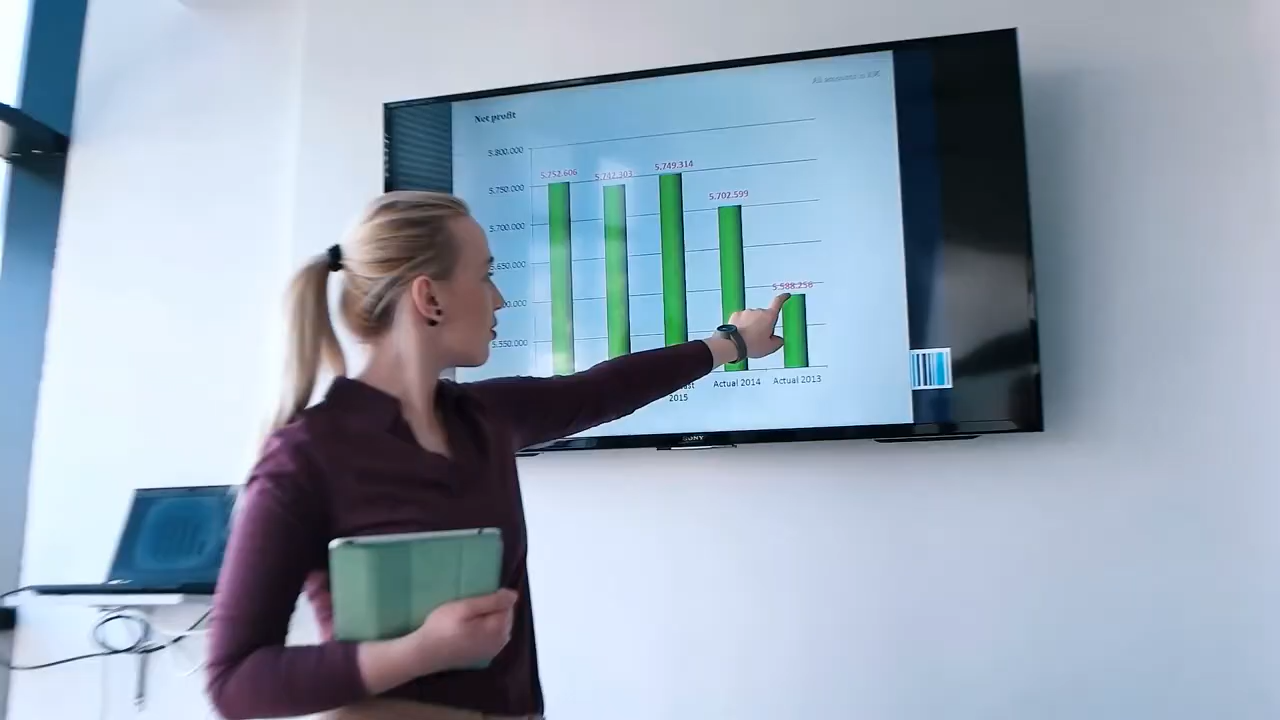 All amounts in
Net profit
5.800.000
5.752.606
5.742.303
5.749.314
5.750.000
5.702.599
5.700.000
5.650.000
5.588.256
5.550.000
2015
Actual 2014
Actual 2013
SONY